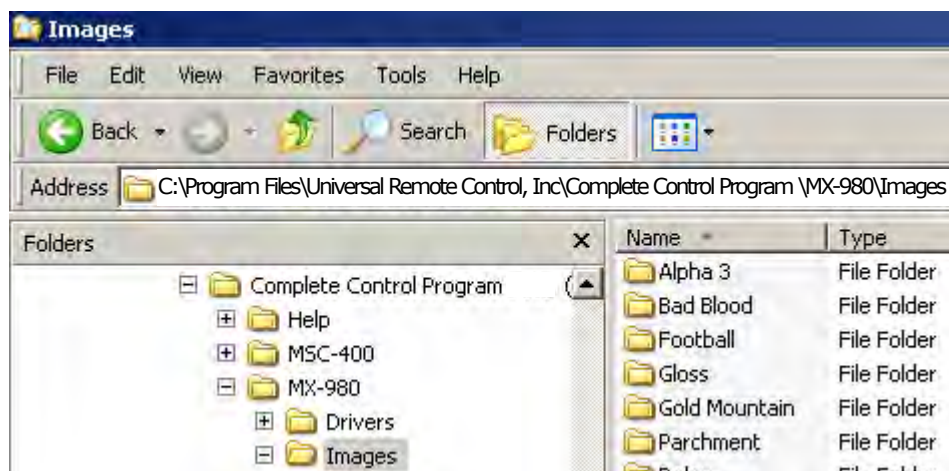 Images
File Edit View Favorites Tools Help
Back Search Folders
Address C:\Program Files\Universal Remote Control, Inc\Complete Control Program \MX-980\Images
Folders
Complete Control Program (
Help
MSC-400
MX-980
Drivers
Images
Name Type
Alpha 3 File Folder
Bad Blood File Folder
Football File Folder
Gloss File Folder
Gold Mountain File Folder
Parchment File Folder